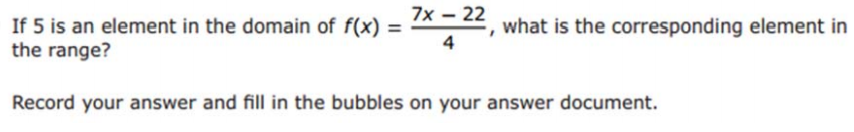 If 5 is an element in the domain of f(x) = (7x − 22)/4, what is the corresponding element in
the range?
Record your answer and fill in the bubbles on your answer document.